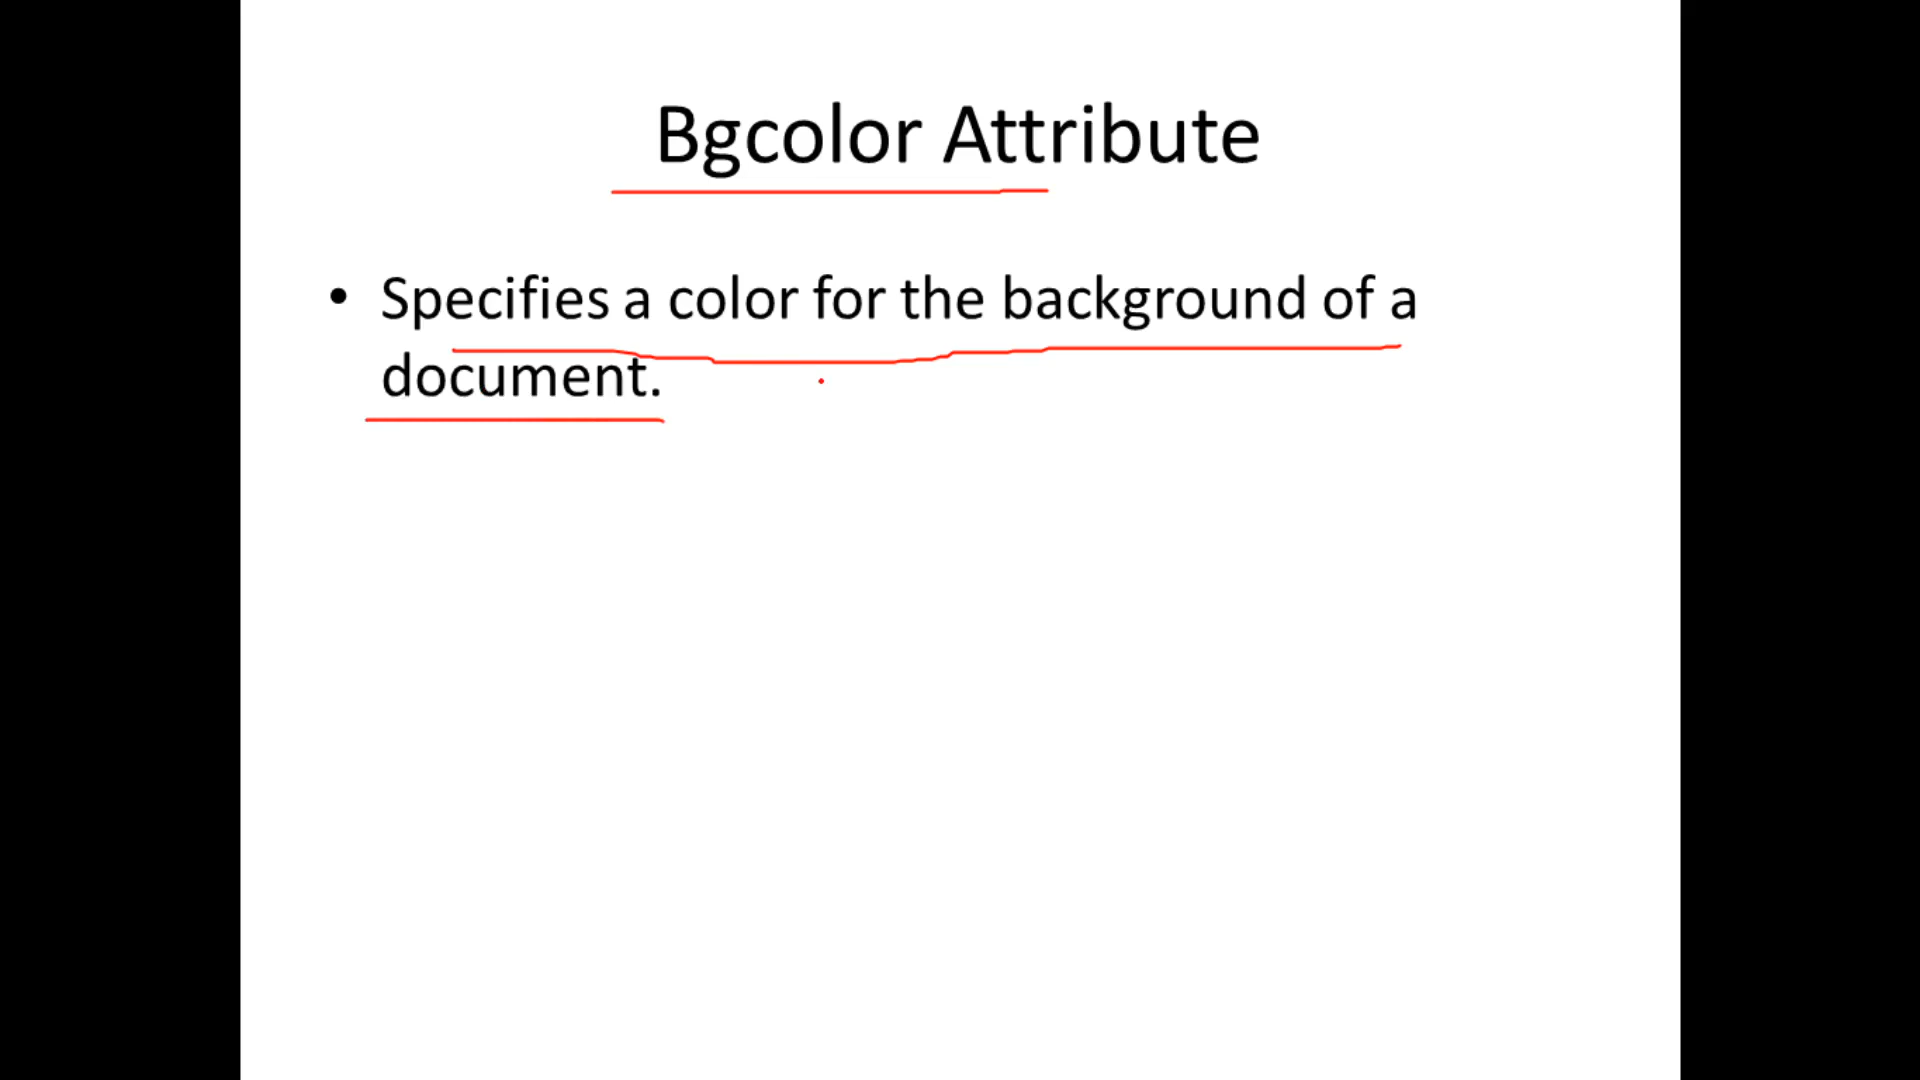 Bgcolor Attribute
• Specifies a color for the background of a
document.